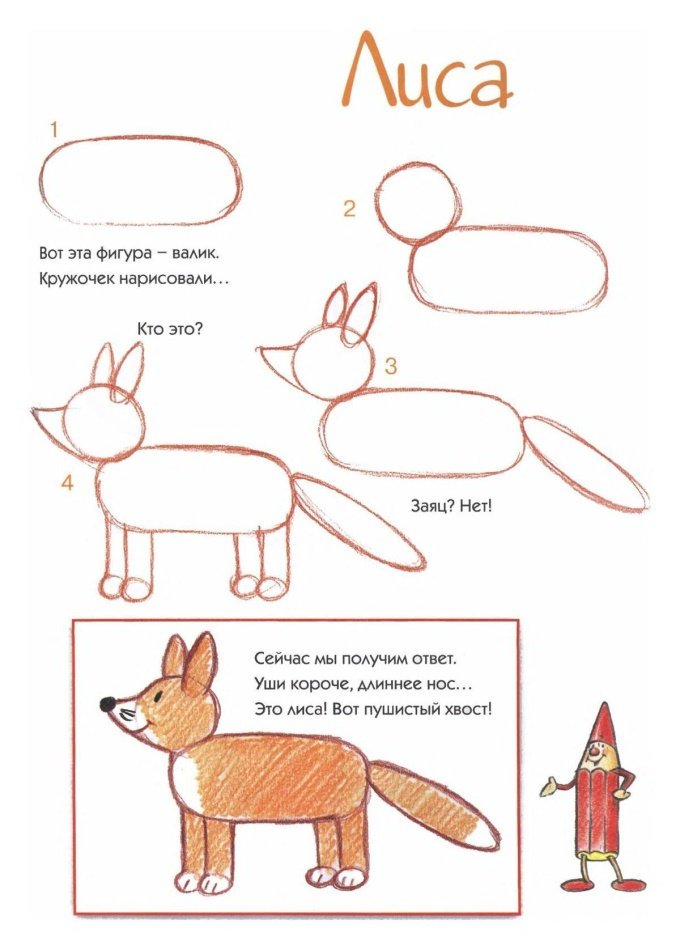 Лиса
1
Вот эта фигура – валик.
Кружочек нарисовали...
2
Кто это?
3
Заяц? Нет!
4
Сейчас мы получим ответ.
Уши короче, длиннее нос...
Это лиса! Вот пушистый хвост!